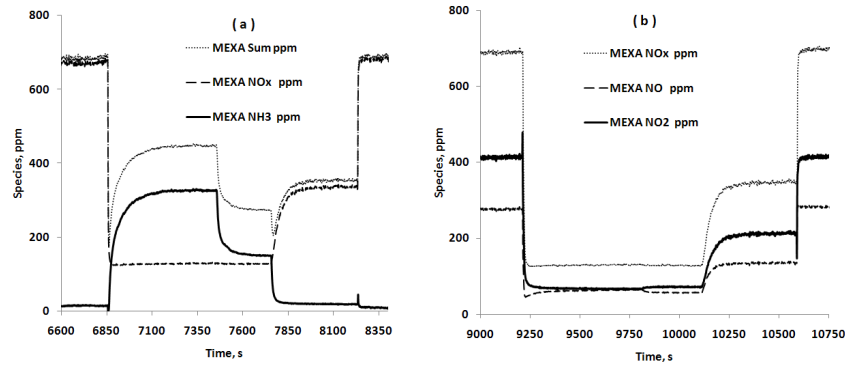 ( a )
800
MEXA Sum ppm
MEXA NOx ppm
MEXA NH3 ppm
600
400
200
0
Species, ppm
6600 6850 7100 7350 7600 7850 8100 8350
Time, s
( b )
800
MEXA NOx ppm
MEXA NO ppm
MEXA NO2 ppm
600
400
200
0
Species, ppm
9000 9250 9500 9750 10000 10250 10500 10750
Time, s